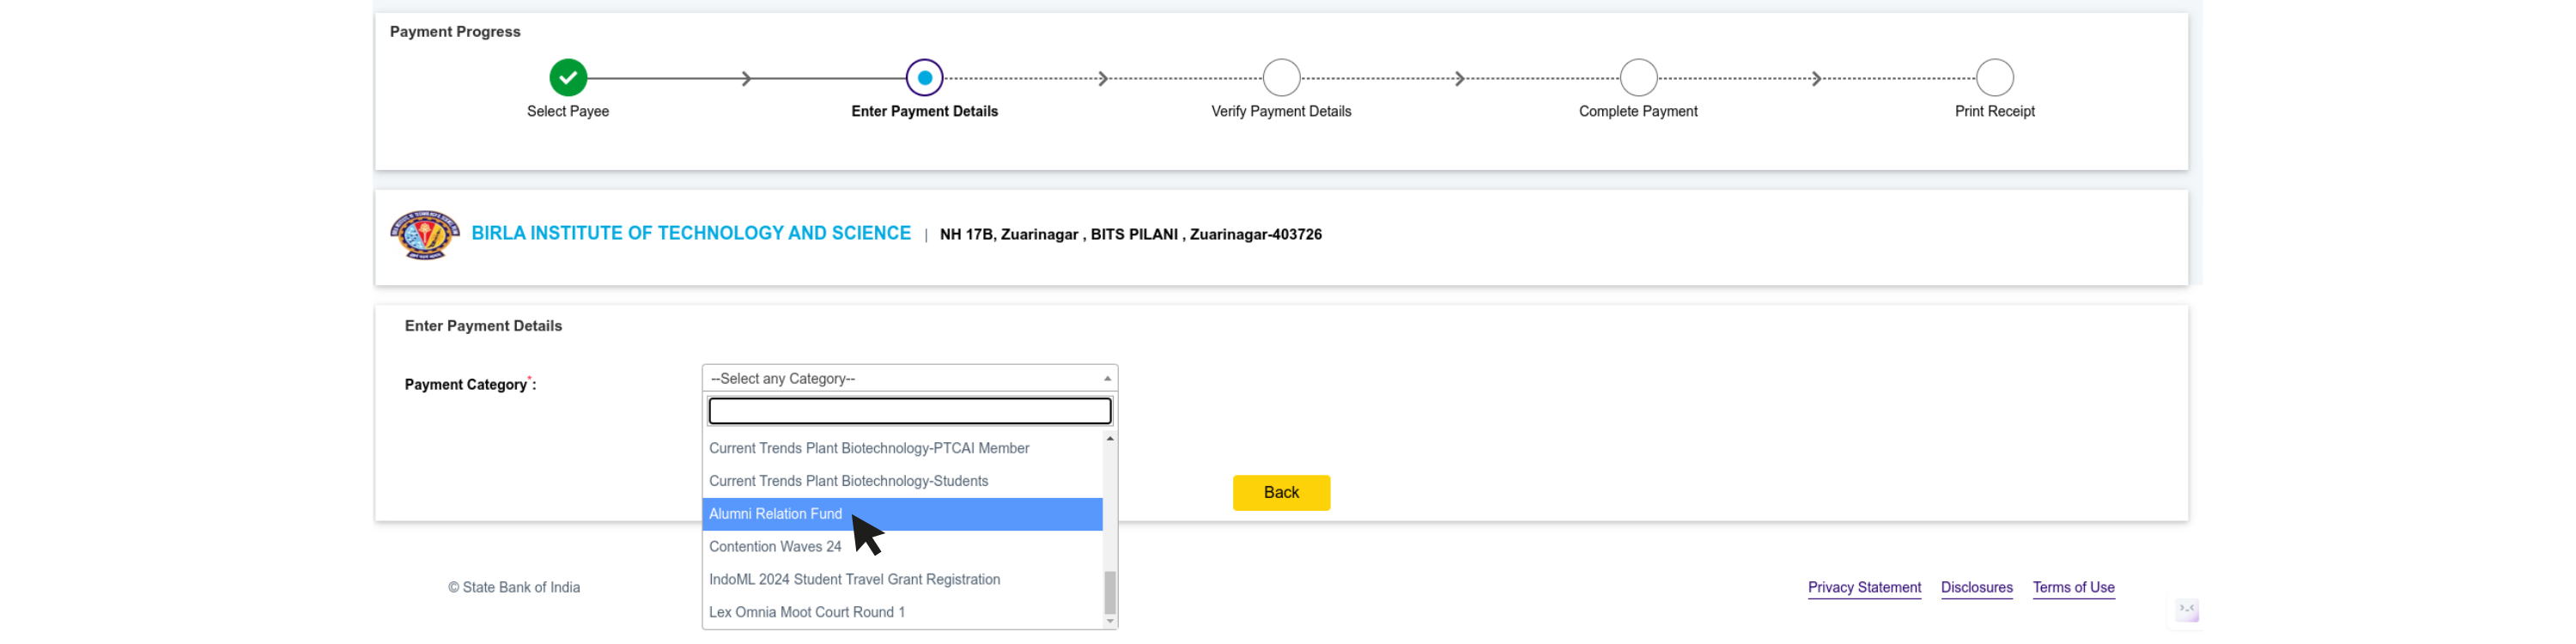 Payment Progress
Select Payee
Enter Payment Details
Verify Payment Details
Complete Payment
Print Receipt
BIRLA INSTITUTE OF TECHNOLOGY AND SCIENCE | NH 17B, Zuarinagar , BITS PILANI , Zuarinagar-403726
Enter Payment Details
Payment Category*:
--Select any Category--
Current Trends Plant Biotechnology-PTCAI Member
Current Trends Plant Biotechnology-Students
Alumni Relation Fund
Contention Waves 24
IndoML 2024 Student Travel Grant Registration
Lex Omnia Moot Court Round 1
Back
© State Bank of India
Privacy Statement Disclosures Terms of Use